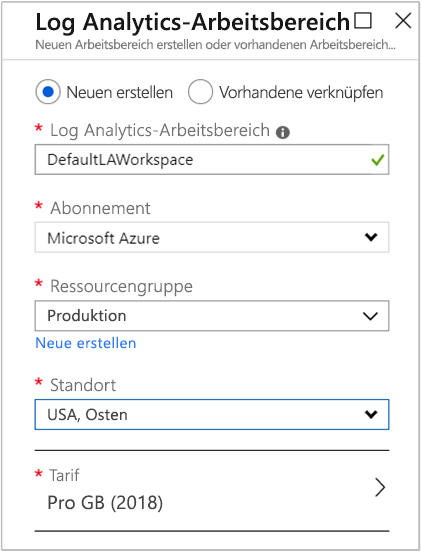 Log Analytics-Arbeitsbereich
Neuen Arbeitsbereich erstellen oder vorhandenen Arbeitsbereich...
Neuen erstellen Vorhandene verknüpfen
* Log Analytics-Arbeitsbereich
DefaultLAWorkspace
* Abonnement
Microsoft Azure
* Ressourcengruppe
Produktion
Neue erstellen
* Standort
USA, Osten
* Tarif
Pro GB (2018)